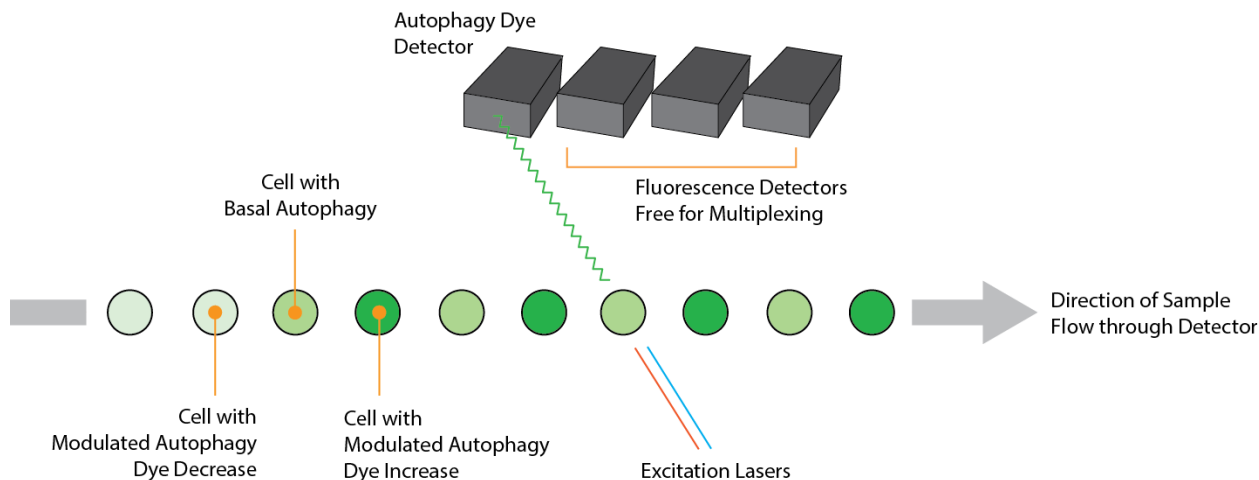 Autophagy Dye
Detector
Cell with
Basal Autophagy
Fluorescence Detectors
Free for Multiplexing
Direction of Sample
Flow through Detector
Cell with
Modulated Autophagy
Dye Decrease
Cell with
Modulated Autophagy
Dye Increase
Excitation Lasers